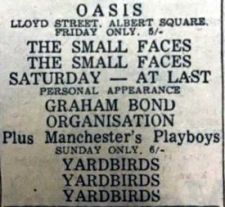 OASIS
LLOYD STREET, ALBERT SQUARE.
FRIDAY ONLY. 5/-
THE SMALL FACES
THE SMALL FACES
SATURDAY — AT LAST
PERSONAL APPEARANCE
GRAHAM BOND
ORGANISATION
Plus Manchester's Playboys
SUNDAY ONLY. 6/-
YARDBIRDS
YARDBIRDS
YARDBIRDS